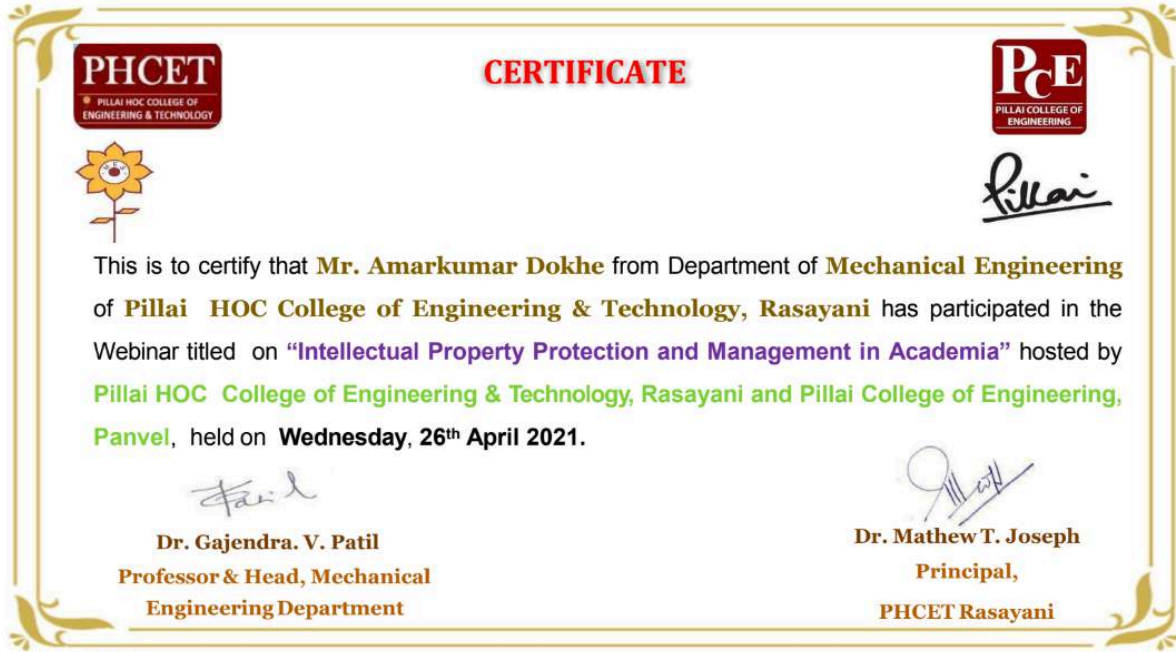 PHCET
PILLAI HOC COLLEGE OF
ENGINEERING & TECHNOLOGY
CERTIFICATE
PCE
PILLAI COLLEGE OF
ENGINEERING
Pillai
This is to certify that Mr. Amarkumar Dokhe from Department of Mechanical Engineering
of Pillai HOC College of Engineering & Technology, Rasayani has participated in the
Webinar titled on “Intellectual Property Protection and Management in Academia” hosted by
Pillai HOC College of Engineering & Technology, Rasayani and Pillai College of Engineering,
Panvel, held on Wednesday, 26th April 2021.
Dr. Gajendra. V. Patil
Professor & Head, Mechanical
Engineering Department
Dr. Mathew T. Joseph
Principal,
PHCET Rasayani